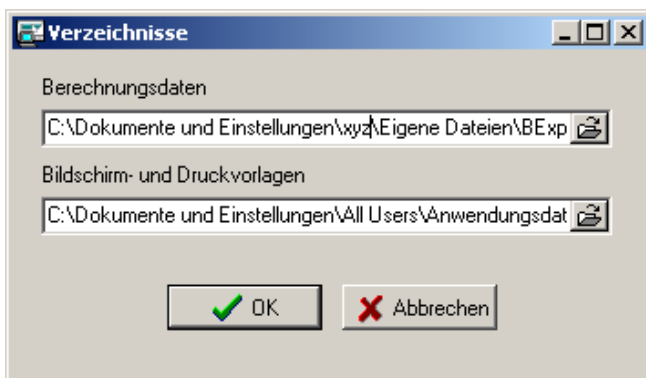 Verzeichnisse
Berechnungsdaten
C:\Dokumente und Einstellungen\xyz\Eigene Dateien\BExp
Bildschirm- und Druckvorlagen
C:\Dokumente und Einstellungen\All Users\Anwendungsdat
OK Abbrechen